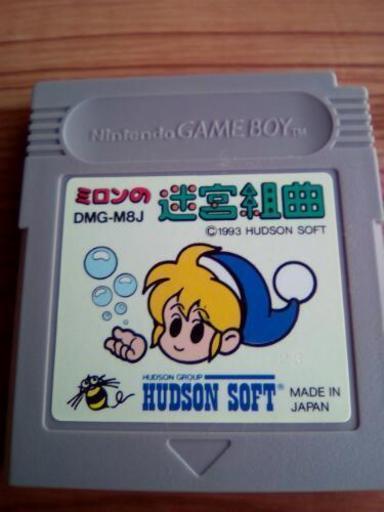 Nintendo GAME BOY TM
ミロンの 迷宮組曲
DMG-M8J
©1993 HUDSON SOFT
HUDSON GROUP
HUDSON SOFT®
MADE IN
JAPAN